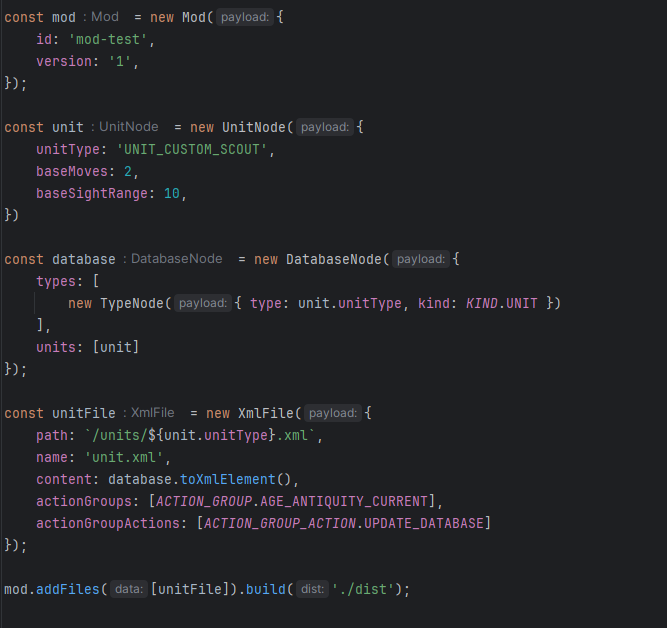 const mod : Mod = new Mod( payload: {
    id: 'mod-test',
    version: '1',
});
const unit : UnitNode = new UnitNode( payload: {
    unitType: 'UNIT_CUSTOM_SCOUT',
    baseMoves: 2,
    baseSightRange: 10,
})
const database : DatabaseNode = new DatabaseNode( payload: {
    types: [
        new TypeNode( payload: { type: unit.unitType, kind: KIND.UNIT })
    ],
    units: [unit]
});
const unitFile : XmlFile = new XmlFile( payload: {
    path: `/units/${unit.unitType}.xml`,
    name: 'unit.xml',
    content: database.toXmlElement(),
    actionGroups: [ACTION_GROUP.AGE_ANTIQUITY_CURRENT],
    actionGroupActions: [ACTION_GROUP_ACTION.UPDATE_DATABASE]
});
mod.addFiles( data: [unitFile]).build( dist: './dist');